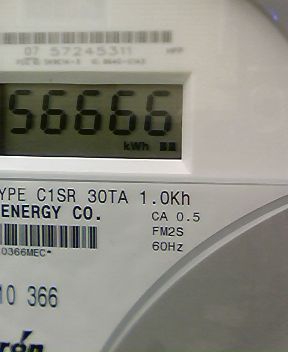 07 57245311
56666
kWh
YPE C1SR 30TA 1.0Kh
ENERGY CO.
CA 0.5
FM2S
60Hz
0366MEC*
10 366
rón